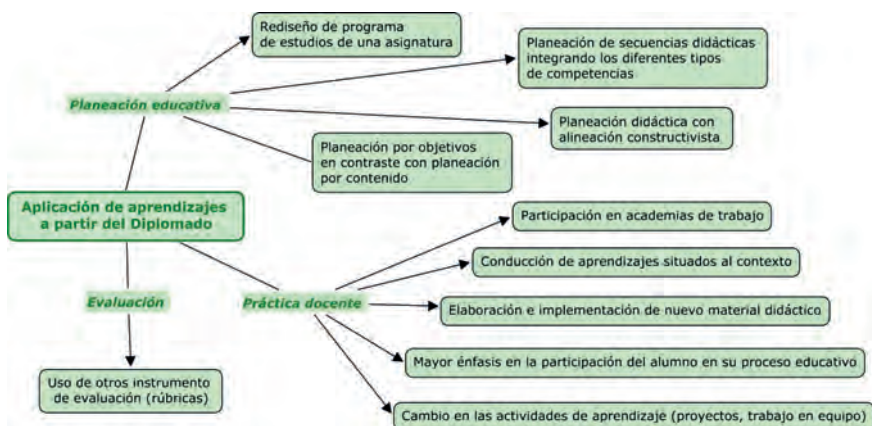 Rediseño de programa
de estudios de una asignatura
Planeación de secuencias didácticas
integrando los diferentes tipos
de competencias
Planeación educativa
Planeación didáctica con
alineación constructivista
Planeación por objetivos
en contraste con planeación
por contenido
Aplicación de aprendizajes
a partir del Diplomado
Participación en academias de trabajo
Conducción de aprendizajes situados al contexto
Evaluación
Práctica docente
Elaboración e implementación de nuevo material didáctico
Mayor énfasis en la participación del alumno en su proceso educativo
Uso de otros instrumento
de evaluación (rúbricas)
Cambio en las actividades de aprendizaje (proyectos, trabajo en equipo)